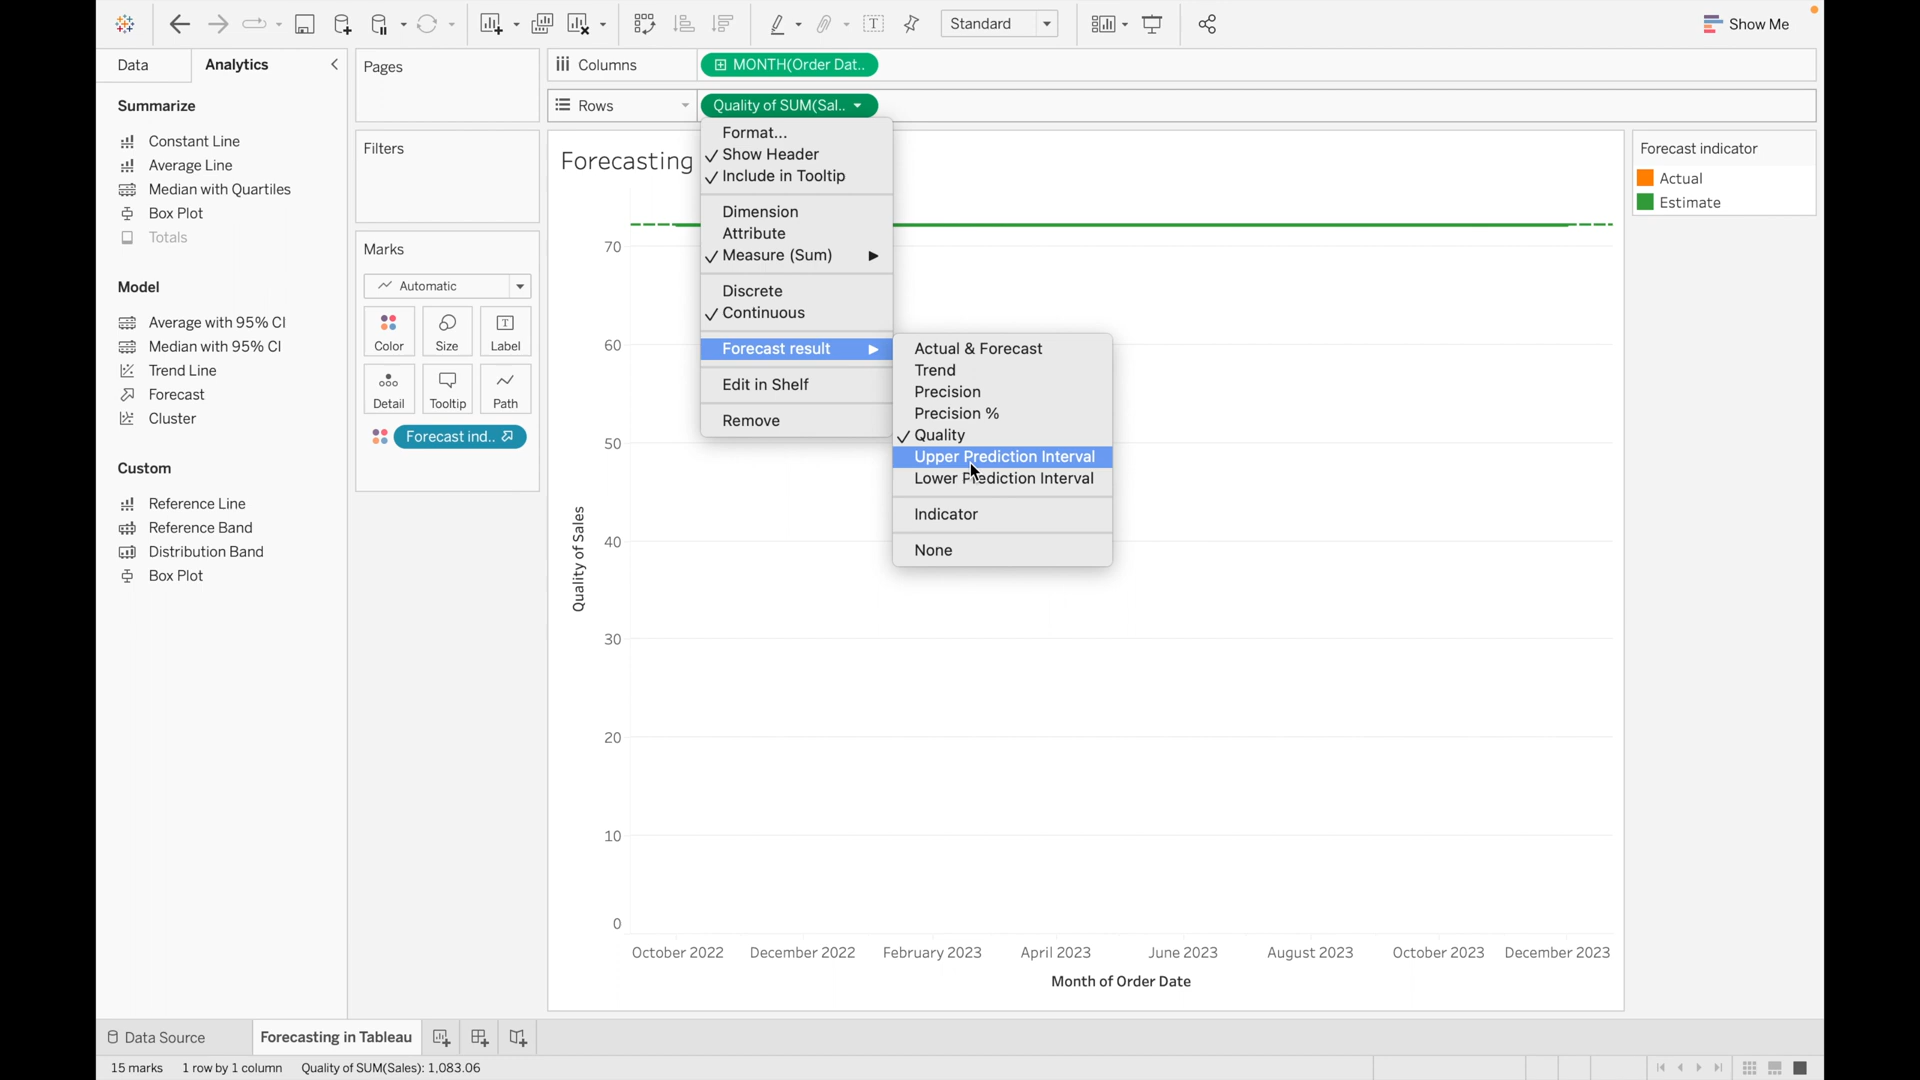 Standard
Show Me
Data
Analytics
Pages
Columns
MONTH(Order Dat..
Rows
Quality of SUM(Sal..
Summarize
Constant Line
Average Line
Median with Quartiles
Box Plot
Totals
Model
Average with 95% CI
Median with 95% CI
Trend Line
Forecast
Cluster
Custom
Reference Line
Reference Band
Distribution Band
Box Plot
Filters
Marks
Automatic
Color
Size
Label
Detail
Tooltip
Path
Forecast ind..
Forecasting
Format...
Show Header
Include in Tooltip
Dimension
Attribute
Measure (Sum)
Discrete
Continuous
Forecast result
Edit in Shelf
Remove
Actual & Forecast
Trend
Precision
Precision %
Quality
Upper Prediction Interval
Lower Prediction Interval
Indicator
None
Forecast indicator
Actual
Estimate
Quality of Sales
70
60
50
40
30
20
10
0
October 2022
December 2022
February 2023
April 2023
June 2023
August 2023
October 2023
December 2023
Month of Order Date
Data Source
Forecasting in Tableau
15 marks
1 row by 1 column
Quality of SUM(Sales): 1,083.06